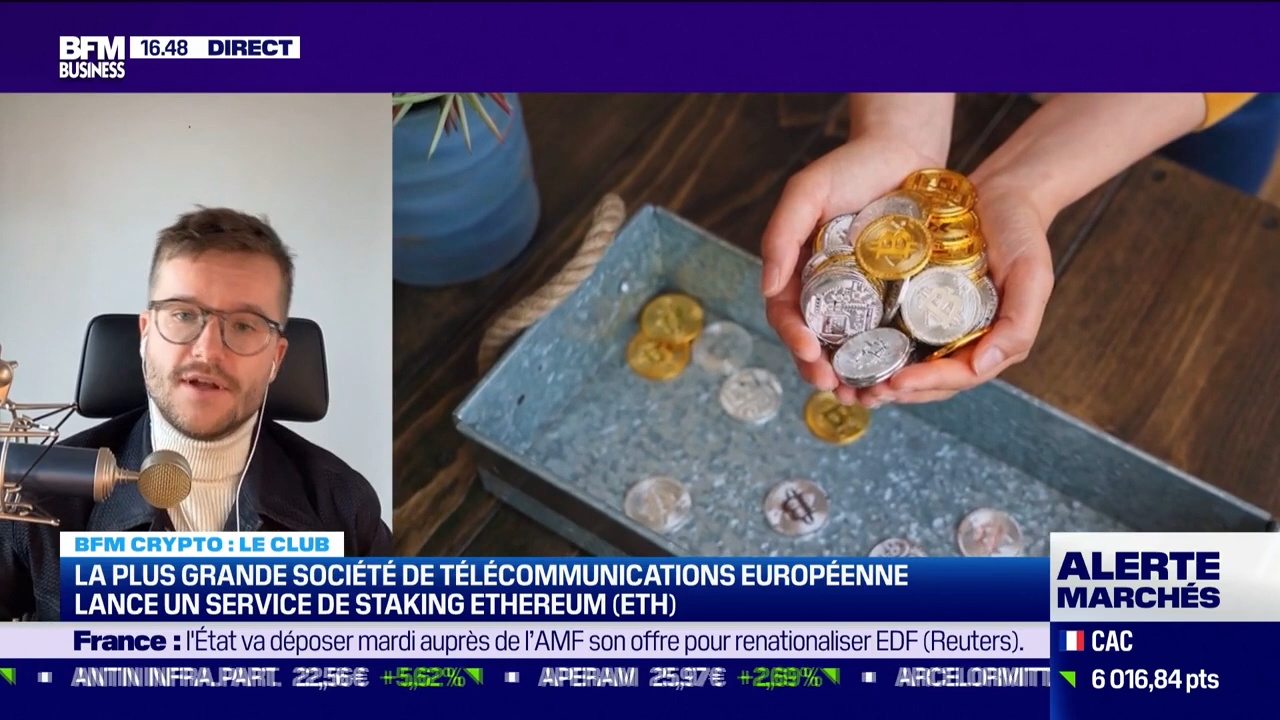 BFM
BUSINESS
16.48 DIRECT
BFM CRYPTO : LE CLUB
LA PLUS GRANDE SOCIÉTÉ DE TÉLÉCOMMUNICATIONS EUROPÉENNE
LANCE UN SERVICE DE STAKING ETHEREUM (ETH)
ALERTE
MARCHÉS
France : l'État va déposer mardi auprès de l'AMF son offre pour renationaliser EDF (Reuters).
CAC
ANTIN INFRA.PART. 22,56€ +5,62% APERAM 25,97€ +2,69% ARCELORMITT
6 016,84 pts